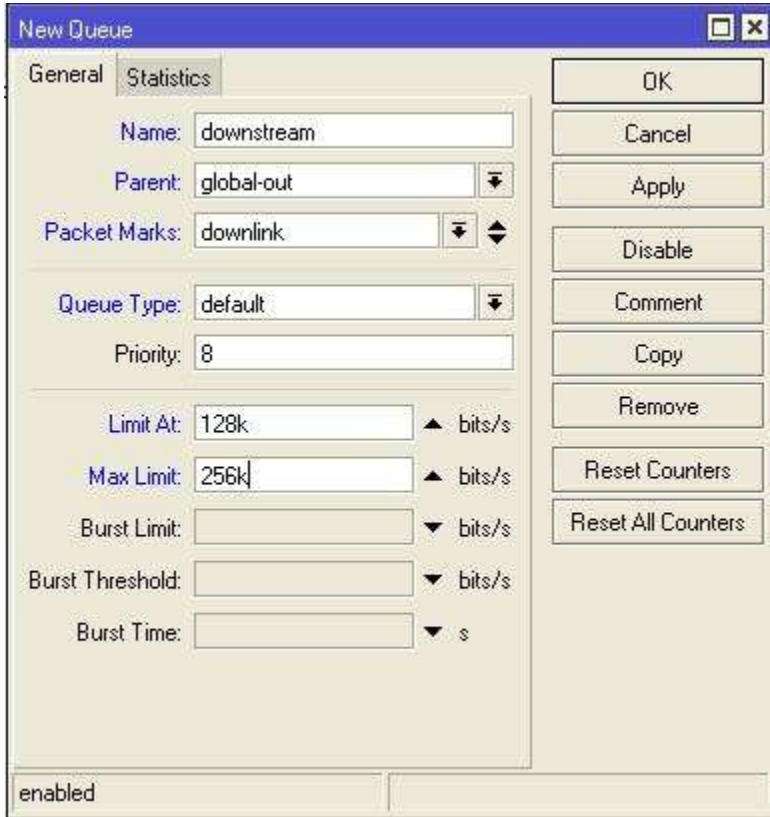 New Queue
General Statistics
Name: downstream
Parent: global-out
Packet Marks: downlink
Queue Type: default
Priority: 8
Limit At: 128k bits/s
Max Limit: 256k bits/s
Burst Limit: bits/s
Burst Threshold: bits/s
Burst Time: s
OK
Cancel
Apply
Disable
Comment
Copy
Remove
Reset Counters
Reset All Counters
enabled